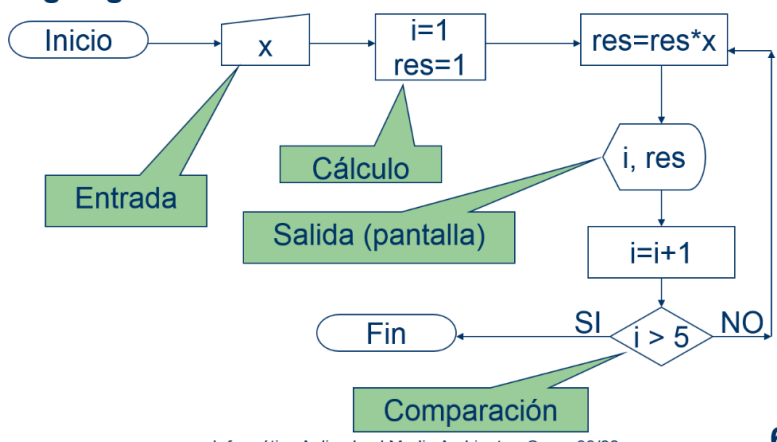 Inicio
x
i=1
res=1
res=res*x
Cálculo
i, res
Entrada
Salida (pantalla)
i=i+1
Fin
SI
i > 5
NO
Comparación